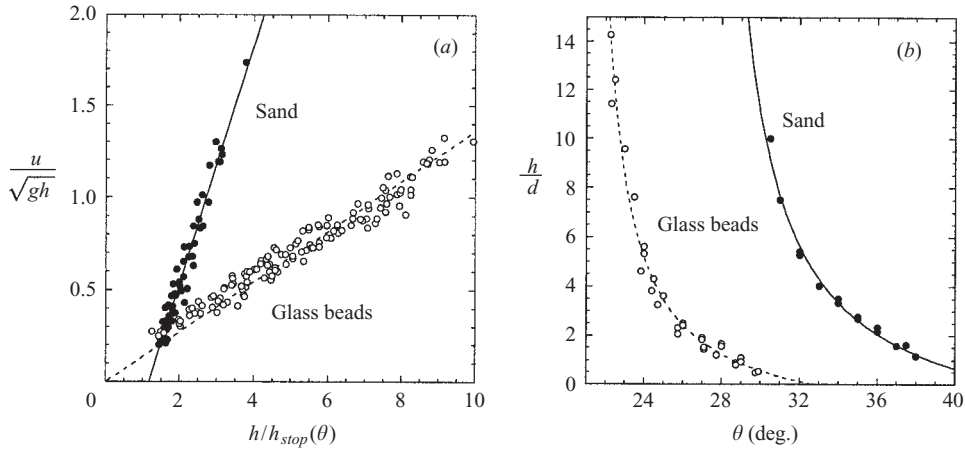 2.0
(a)
1.5
Sand
u
√gh
1.0
0.5
Glass beads
0
2
4
6
8
10
h/h_stop(θ)
14
(b)
12
10
Sand
h
d
8
Glass beads
6
4
2
0
24
28
32
36
40
θ (deg.)